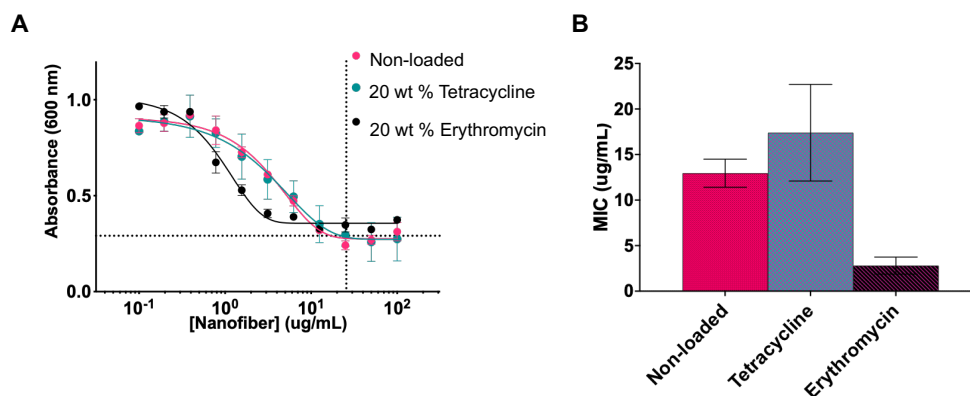 A
Non-loaded
20 wt % Tetracycline
20 wt % Erythromycin
Absorbance (600 nm)
1.0
0.5
0.0
10-1
100
101
102
[Nanofiber] (ug/mL)
B
MIC (ug/mL)
25
20
15
10
5
0
Non-loaded
Tetracycline
Erythromycin